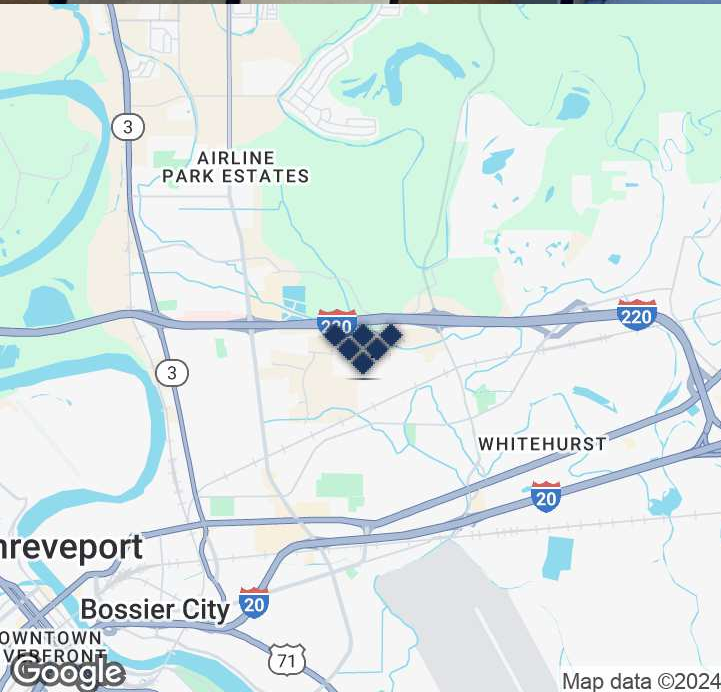 3
AIRLINE
PARK ESTATES
220
220
3
WHITEHURST
20
hreveport
Bossier City
20
OWNTOWN
VERFRONT
71
Google
Map data ©2024